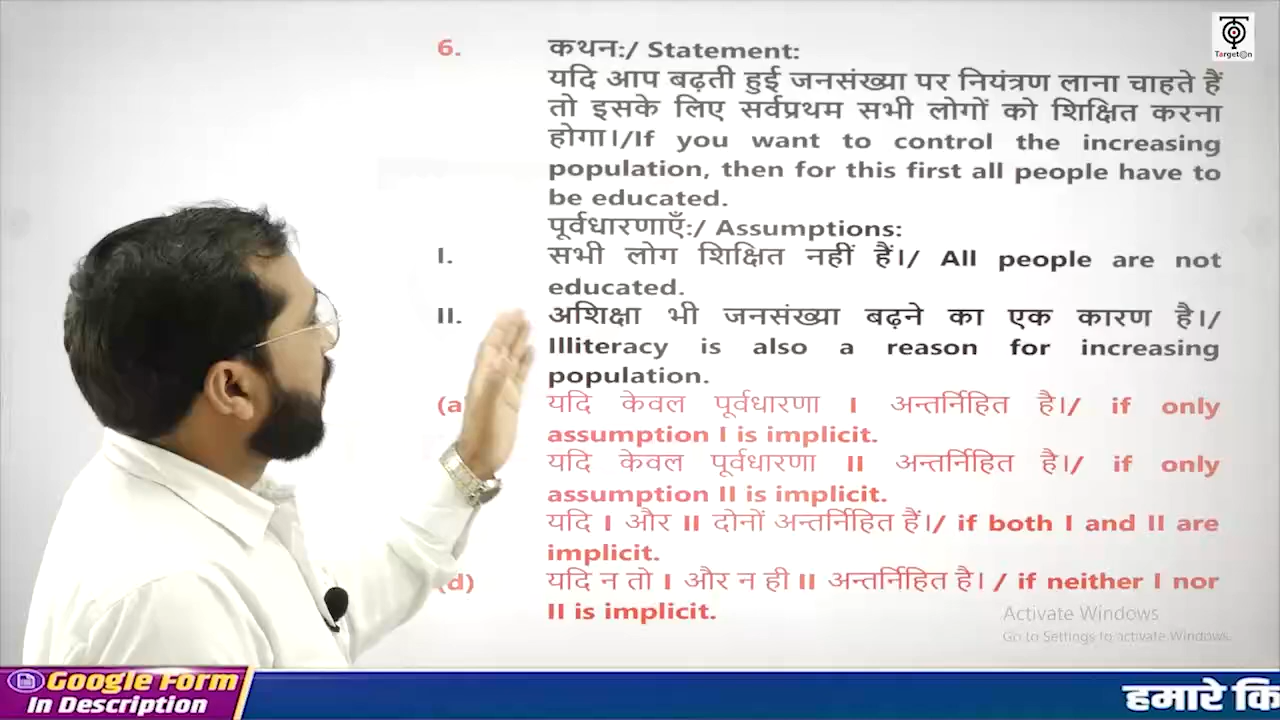 6. कथन:/ Statement:
यदि आप बढ़ती हुई जनसंख्या पर नियंत्रण लाना चाहते हैं
तो इसके लिए सर्वप्रथम सभी लोगों को शिक्षित करना
होगा।/If you want to control the increasing
population, then for this first all people have to
be educated.
पूर्वधारणाएँ:/ Assumptions:
I. सभी लोग शिक्षित नहीं हैं।/ All people are not
educated.
II. अशिक्षा भी जनसंख्या बढ़ने का एक कारण है।/
Illiteracy is also a reason for increasing
population.
(a यदि केवल पूर्वधारणा I अन्तर्निहित है।/ if only
assumption I is implicit.
यदि केवल पूर्वधारणा II अन्तर्निहित है।/ if only
assumption II is implicit.
यदि I और II दोनों अन्तर्निहित हैं।/ if both I and II are
implicit.
(d) यदि न तो I और न ही II अन्तर्निहित है। / if neither I nor
II is implicit.
Target@n
Activate Windows
Go to Settings to activate Windows.
Google Form
In Description
हमारे कि